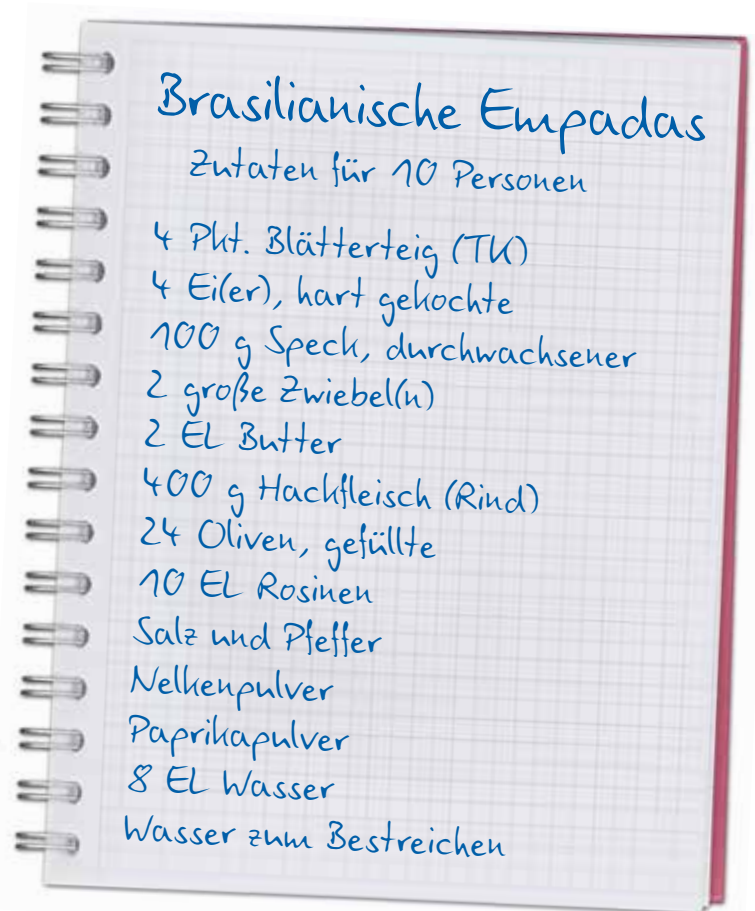 Brasilianische Empadas
Zutaten für 10 Personen
4 Pkt. Blätterteig (TK)
4 Ei(er), hart gekochte
100 g Speck, durchwachsener
2 große Zwiebel(n)
2 EL Butter
400 g Hackfleisch (Rind)
24 Oliven, gefüllte
10 EL Rosinen
Salz und Pfeffer
Nelkenpulver
Paprikapulver
8 EL Wasser
Wasser zum Bestreichen